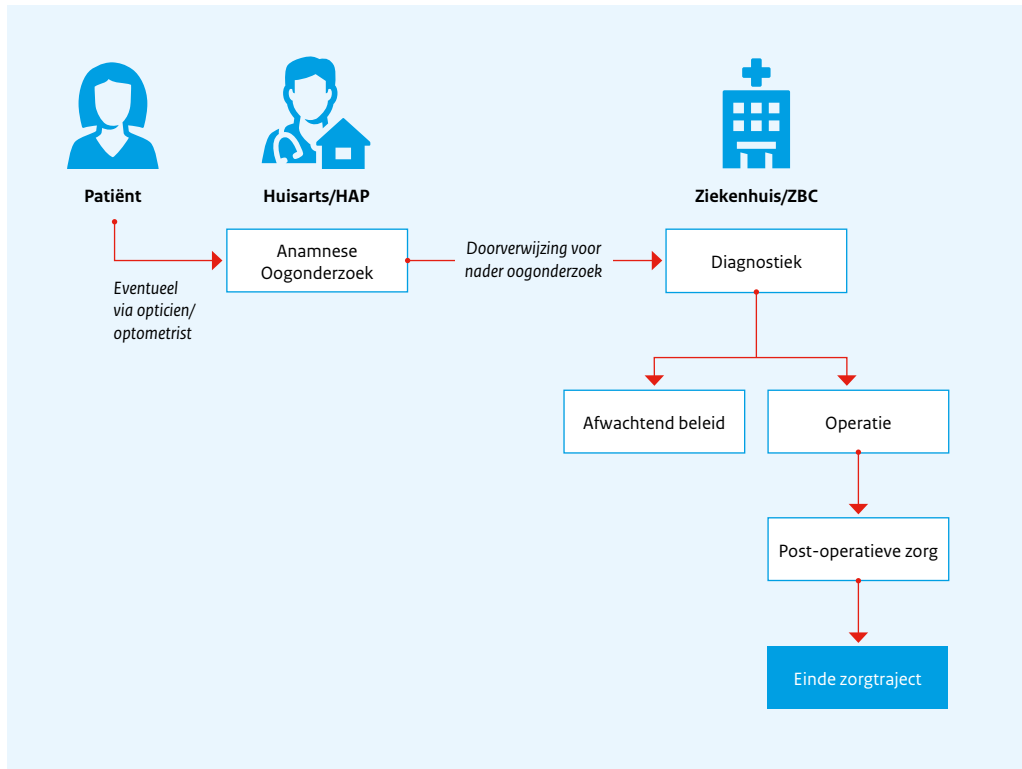 Patiënt
Huisarts/HAP
Ziekenhuis/ZBC
Anamnese
Oogonderzoek
Doorverwijzing voor
nader oogonderzoek
Diagnostiek
Eventueel
via opticien/
optometrist
Afwachtend beleid
Operatie
Post-operatieve zorg
Einde zorgtraject